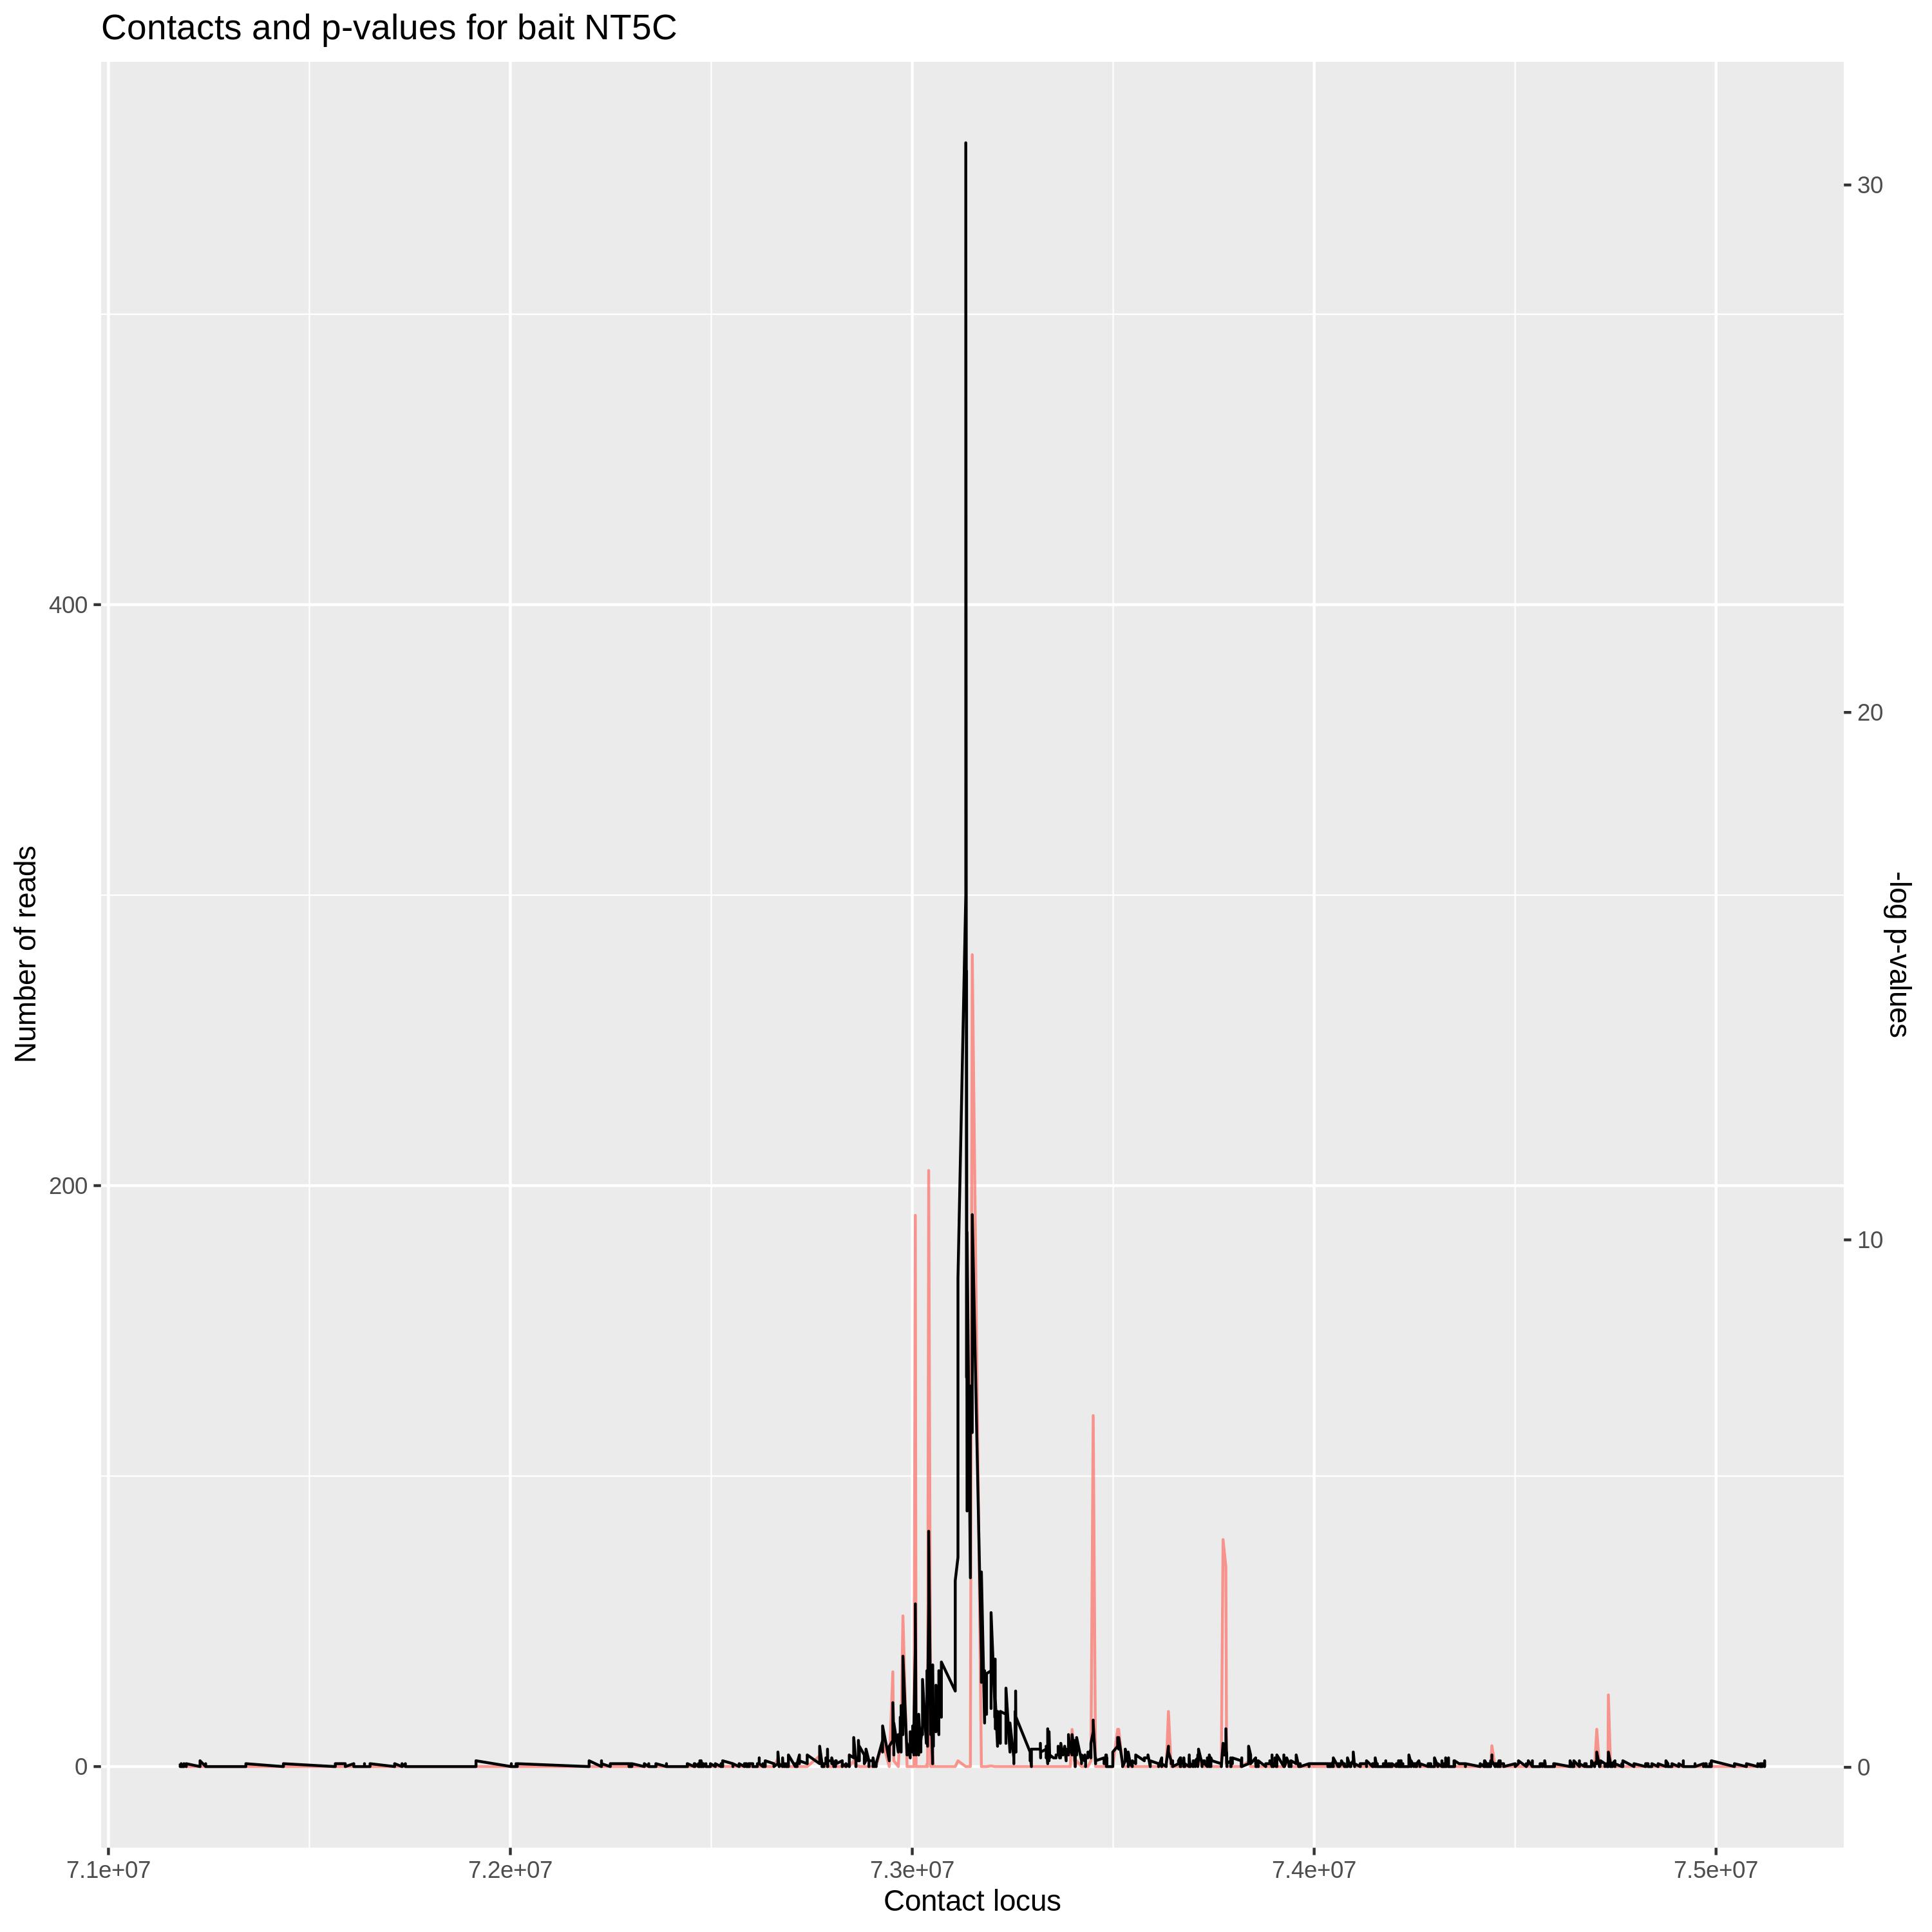 Contacts and p-values for bait NT5C
30
400
20
Number of reads
-log p-values
200
10
0
0
7.1e+07 7.2e+07 7.3e+07 7.4e+07 7.5e+07
Contact locus